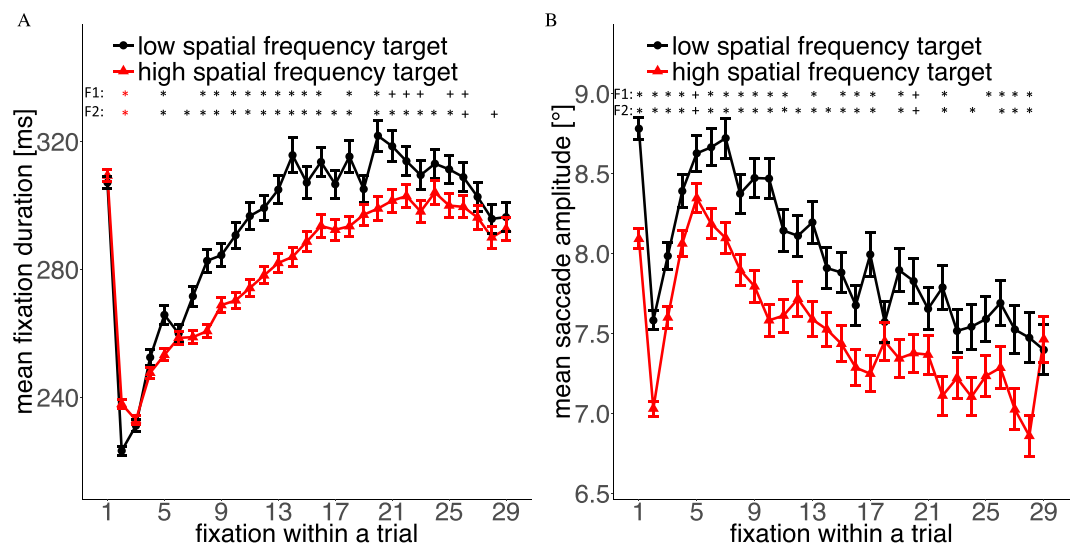 A
low spatial frequency target
high spatial frequency target
F1: * * * * * * * * * * * * * + + + + +
F2: * * * * * * * * * * * * * * * * * * * + +
mean fixation duration [ms]
320
280
240
1 5 9 13 17 21 25 29
fixation within a trial
B
low spatial frequency target
high spatial frequency target
F1: * * * * + * * * * * * * * * * * + * * * * *
F2: * * * * + * * * * * * * * * * * + * * * * *
mean saccade amplitude [°]
9.0
8.5
8.0
7.5
7.0
6.5
1 5 9 13 17 21 25 29
fixation within a trial